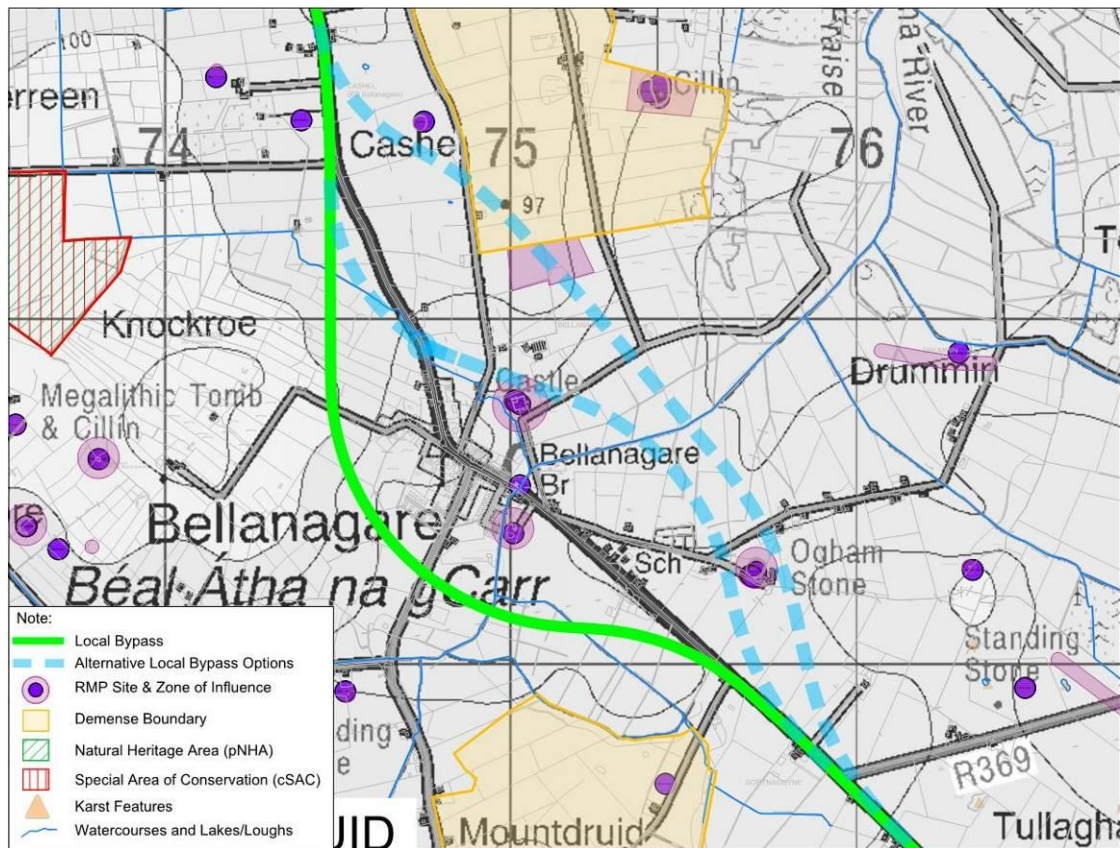 100
erreen
Cillin
Fraise
na River
74
75
76
Cashel
97
Knockroe
Megalithic Tomb
& Cillin
Castle
Drummin
Bellanagare
Br
Bellanagare
Béal Átha na gCarr
Sch
Ogham
Stone
Standing
Stone
R369
Tullagha
Mountdruid
UID
ding
e
Note:
Local Bypass
Alternative Local Bypass Options
RMP Site & Zone of Influence
Demense Boundary
Natural Heritage Area (pNHA)
Special Area of Conservation (cSAC)
Karst Features
Watercourses and Lakes/Loughs